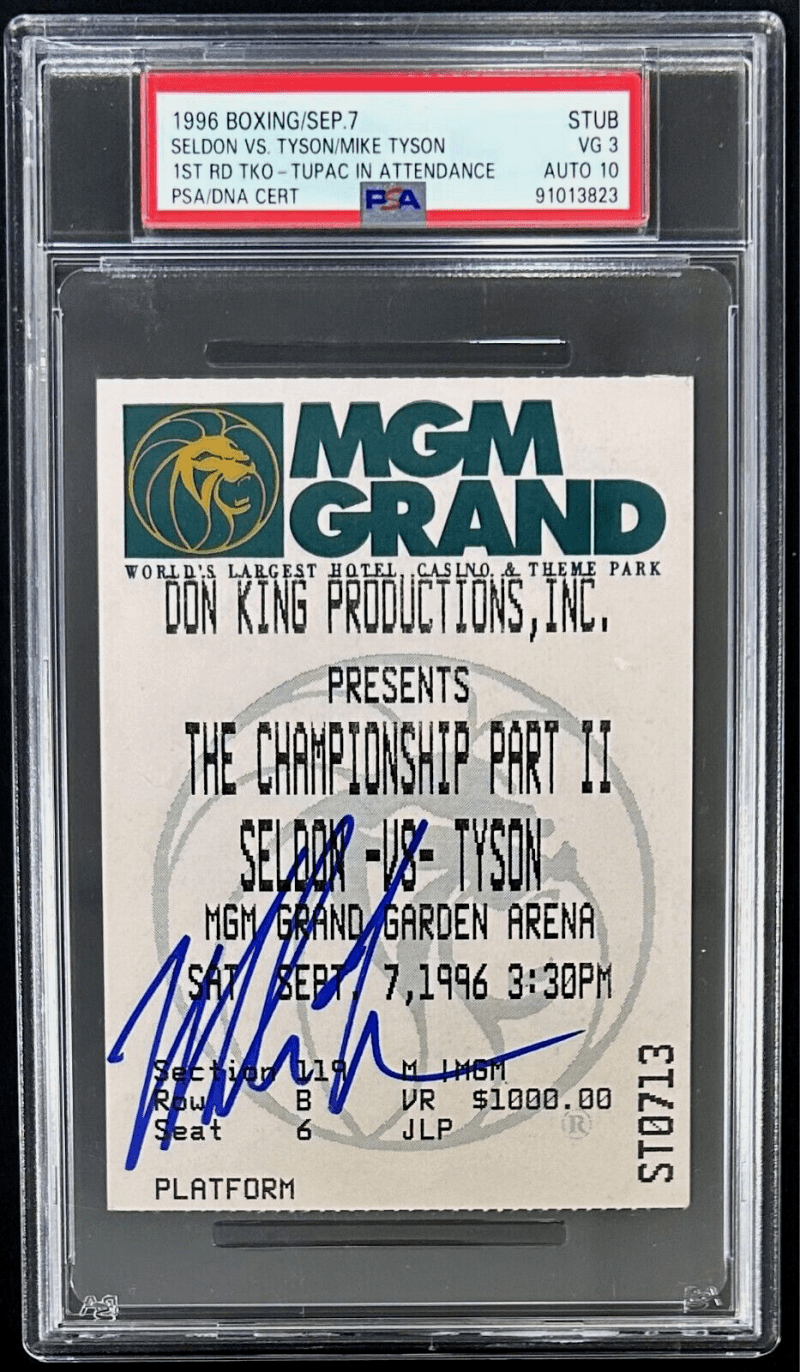 1996 BOXING/SEP.7 STUB
SELDON VS. TYSON/MIKE TYSON VG 3
1ST RD TKO - TUPAC IN ATTENDANCE AUTO 10
PSA/DNA CERT PSA 91013823
MGM
GRAND
WORLD'S LARGEST HOTEL, CASINO, & THEME PARK
DON KING PRODUCTIONS,INC.
PRESENTS
THE CHAMPIONSHIP PART II
SELDON -VS- TYSON
MGM GRAND GARDEN ARENA
SAT SEPT. 7,1996 3:30PM
Section 119 M |MGM
Row B VR $1000.00
Seat 6 JLP
®
PLATFORM
ST0713